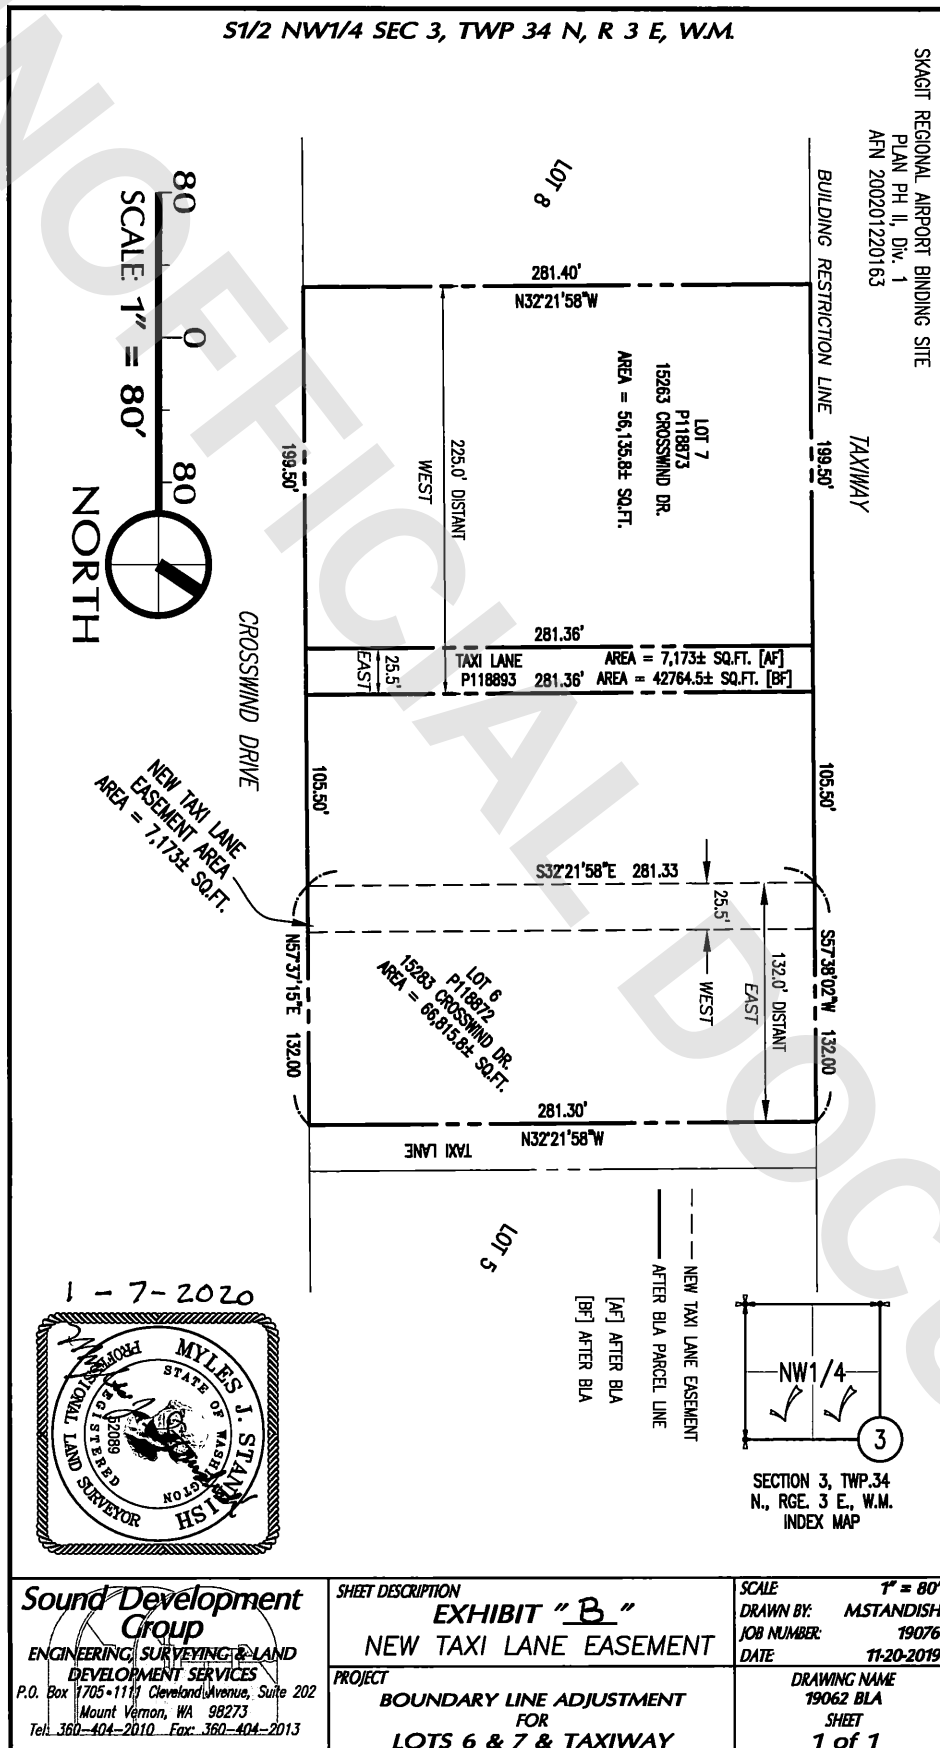 S1/2 NW1/4 SEC 3, TWP 34 N, R 3 E, W.M.
SKAGIT REGIONAL AIRPORT BINDING SITE
PLAN PH II, Div. 1
AFN 200201220163
UNOFFICIAL DOCU
LOT 8
BUILDING RESTRICTION LINE
TAXIWAY
80 0 80
SCALE: 1" = 80'
NORTH
281.40'
N32°21'58"W
LOT 7
P118873
15263 CROSSWIND DR.
AREA = 56,135.8± SQ.FT.
199.50'
199.50'
225.0' DISTANT
WEST
CROSSWIND DRIVE
281.36'
TAXI LANE
P118893
281.36'
AREA = 7,173± SQ.FT. [AF]
AREA = 42764.5± SQ.FT. [BF]
25.5'
EAST
105.50'
105.50'
NEW TAXI LANE
EASEMENT AREA
AREA = 7,173± SQ.FT.
S32°21'58"E 281.33
25.5'
WEST
132.0' DISTANT
EAST
N57°37'15"E 132.00
S57°38'02"W 132.00
LOT 6
P118872
15283 CROSSWIND DR.
AREA = 66,815.8± SQ.FT.
281.30'
N32°21'58"W
TAXI LANE
LOT 5
NEW TAXI LANE EASEMENT
AFTER BLA PARCEL LINE
[AF] AFTER BLA
[BF] AFTER BLA
NW1/4
3
SECTION 3, TWP.34
N., RGE. 3 E., W.M.
INDEX MAP
1-7-2020
MYLES J. STANDISH
STATE OF WASHINGTON
52089
REGISTERED
PROFESSIONAL LAND SURVEYOR
Sound Development
Group
ENGINEERING, SURVEYING & LAND
DEVELOPMENT SERVICES
P.O. Box 1705•1111 Cleveland Avenue, Suite 202
Mount Vernon, WA 98273
Tel: 360-404-2010 Fax: 360-404-2013
SHEET DESCRIPTION
EXHIBIT "B"
NEW TAXI LANE EASEMENT
PROJECT
BOUNDARY LINE ADJUSTMENT
FOR
LOTS 6 & 7 & TAXIWAY
SCALE 1" = 80'
DRAWN BY: MSTANDISH
JOB NUMBER: 19076
DATE 11-20-2019
DRAWING NAME
19062 BLA
SHEET
1 of 1